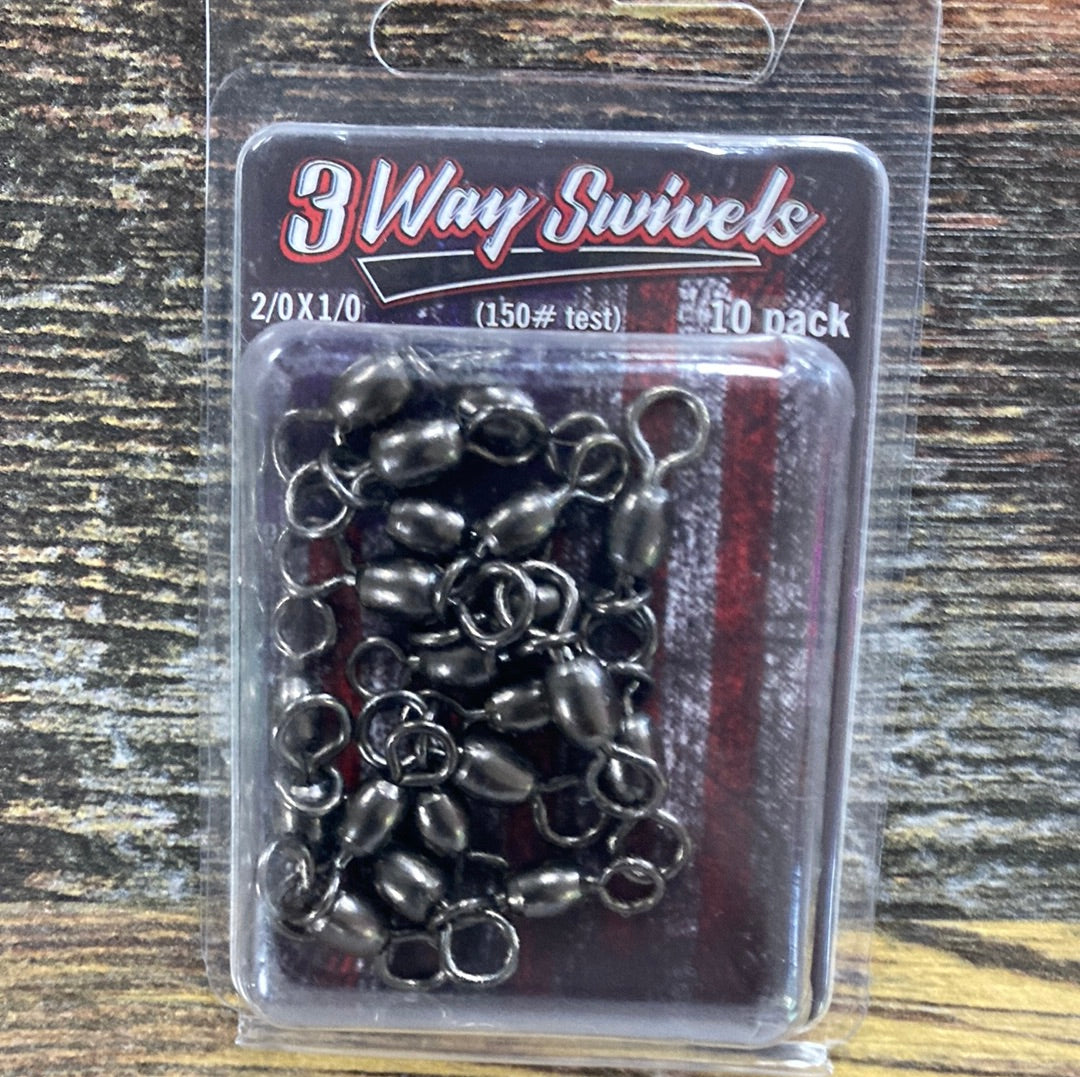 3 Way Swivels
2/0X1/0 (150# test) 10 pack